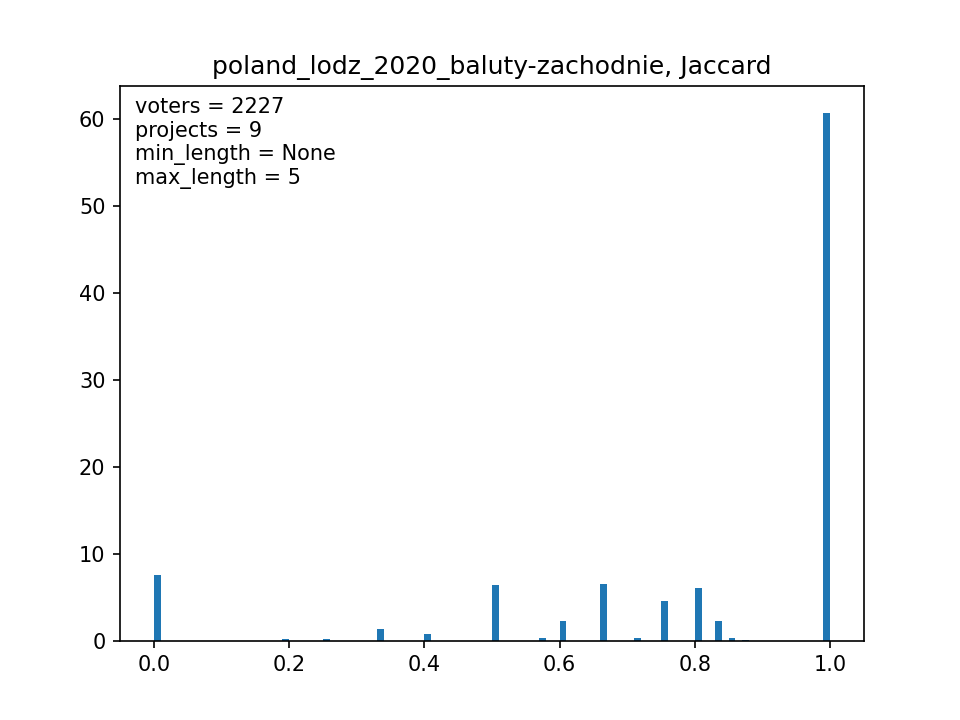 poland_lodz_2020_baluty-zachodnie, Jaccard
voters = 2227
projects = 9
min_length = None
max_length = 5
60
50
40
30
20
10
0
0.0 0.2 0.4 0.6 0.8 1.0